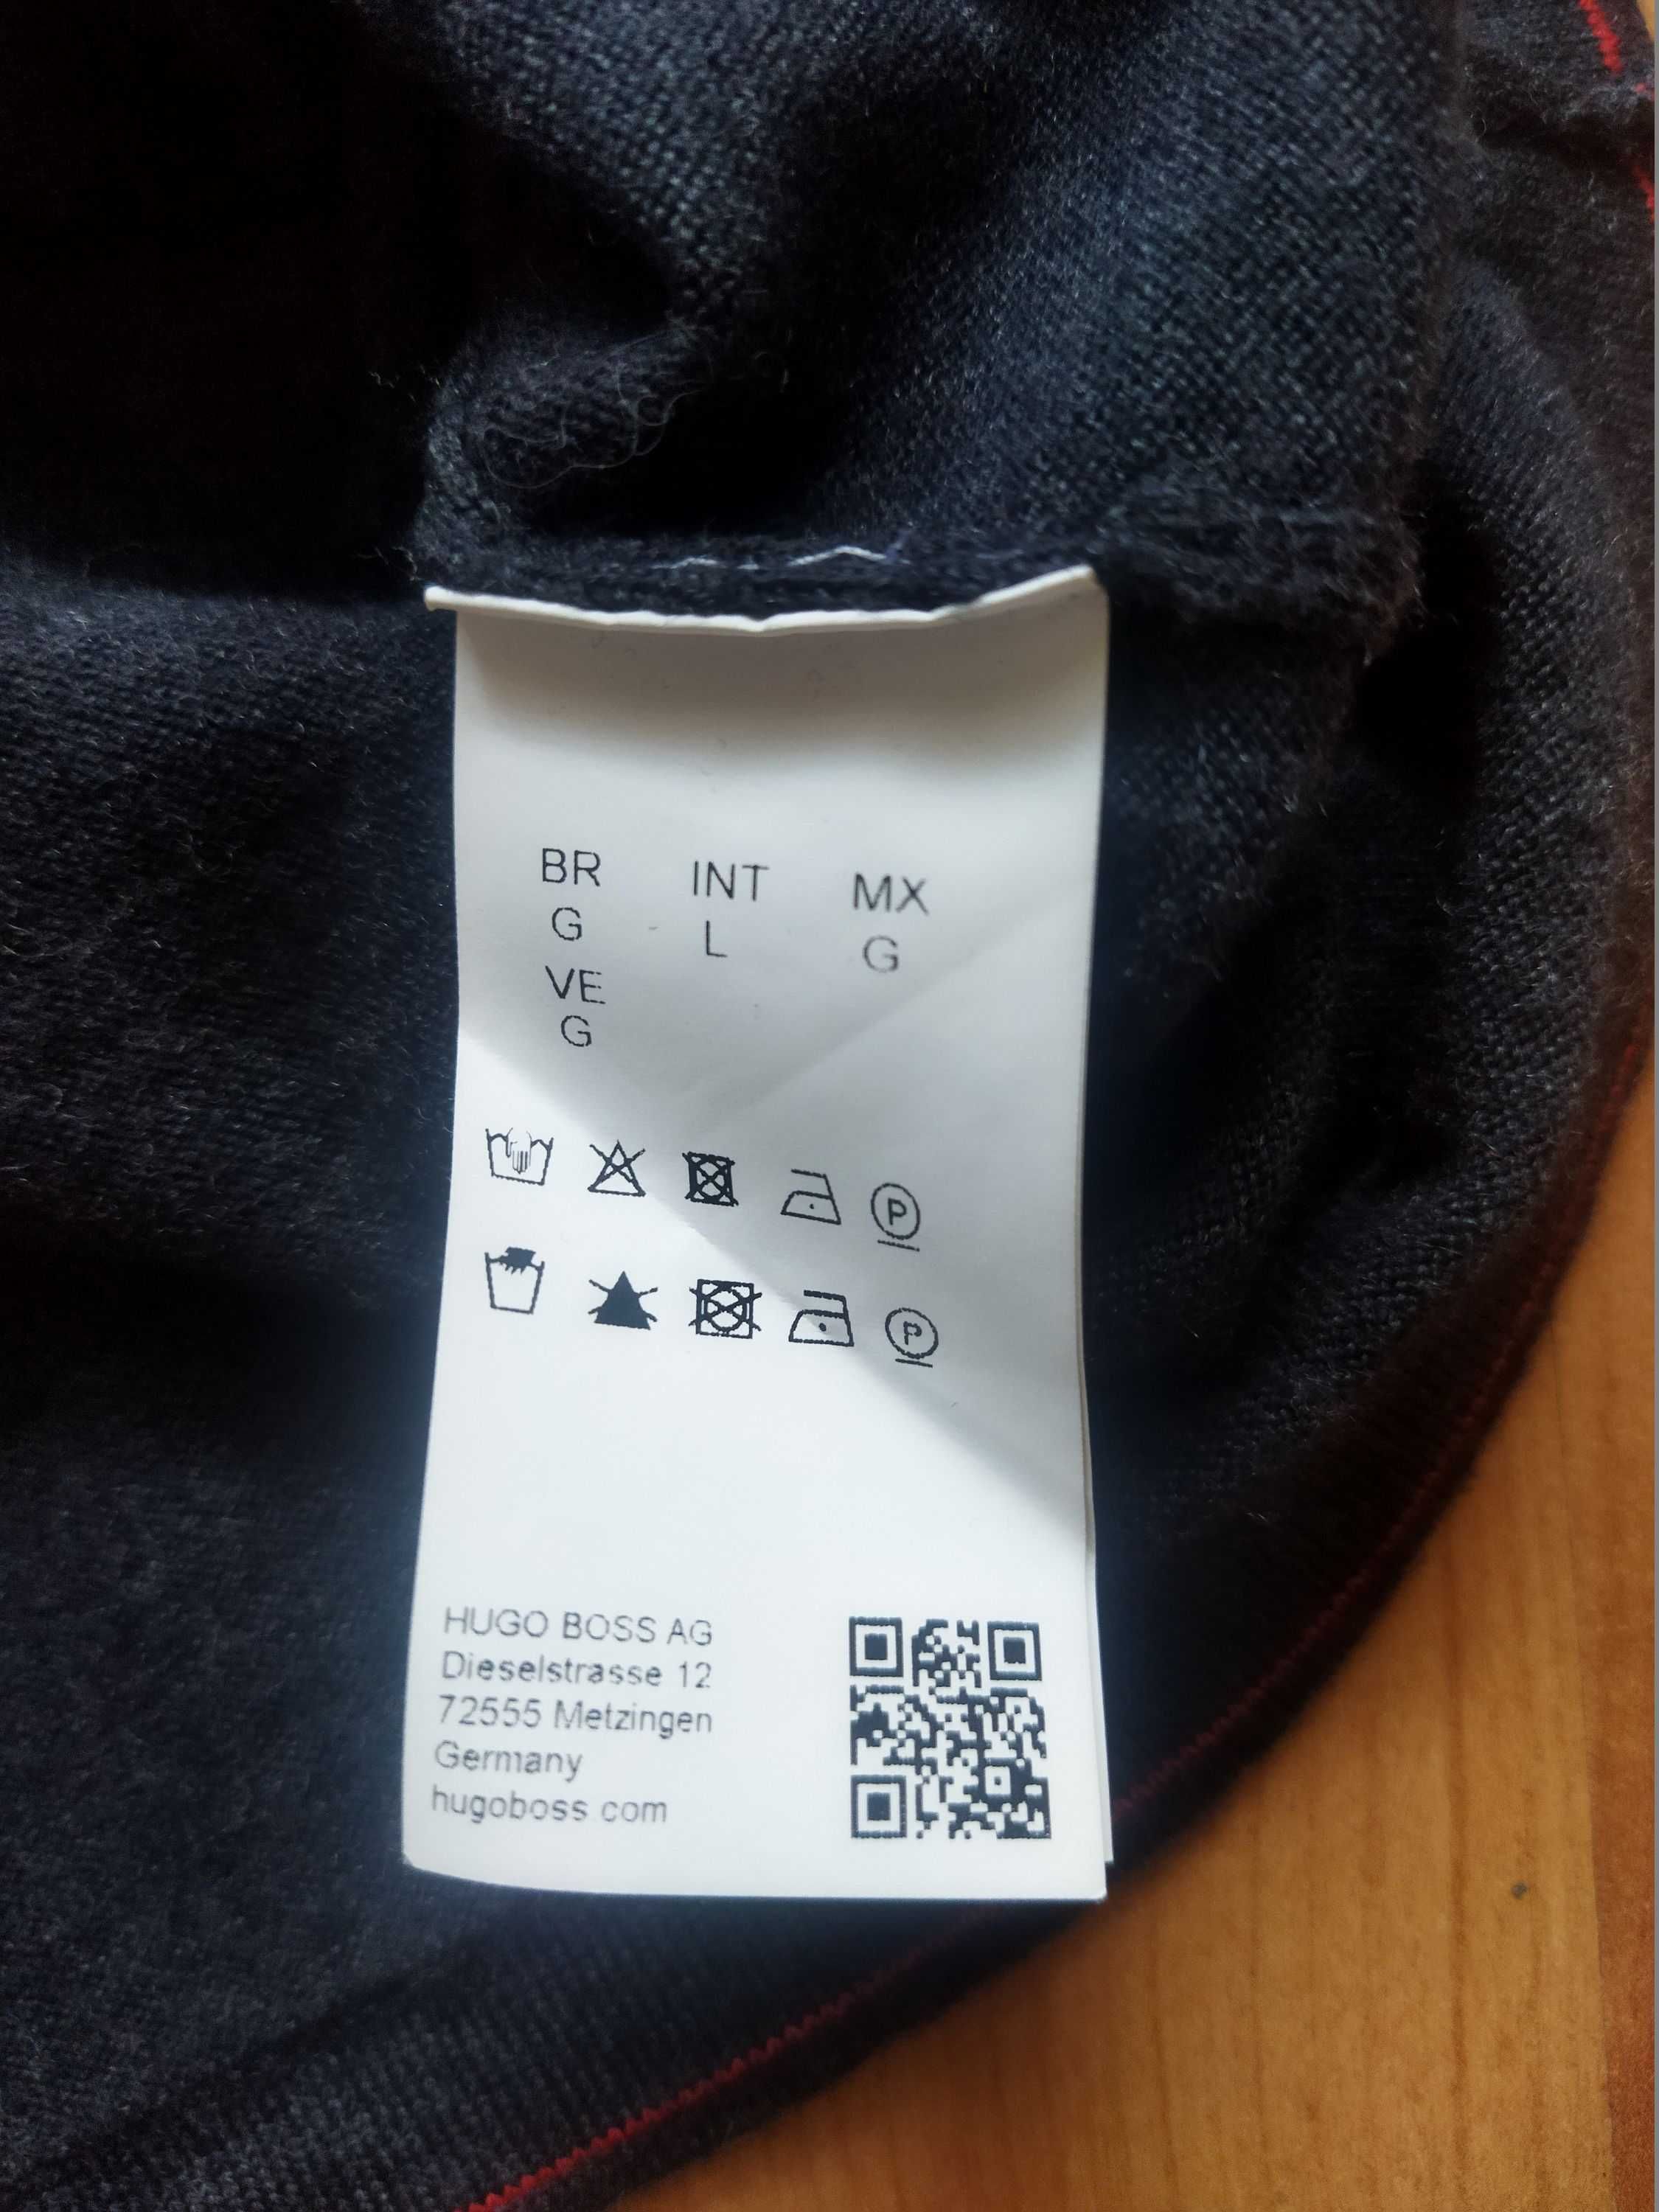 BR INT MX
G L G
VE
G
P
P
HUGO BOSS AG
Dieselstrasse 12
72555 Metzingen
Germany
hugoboss.com